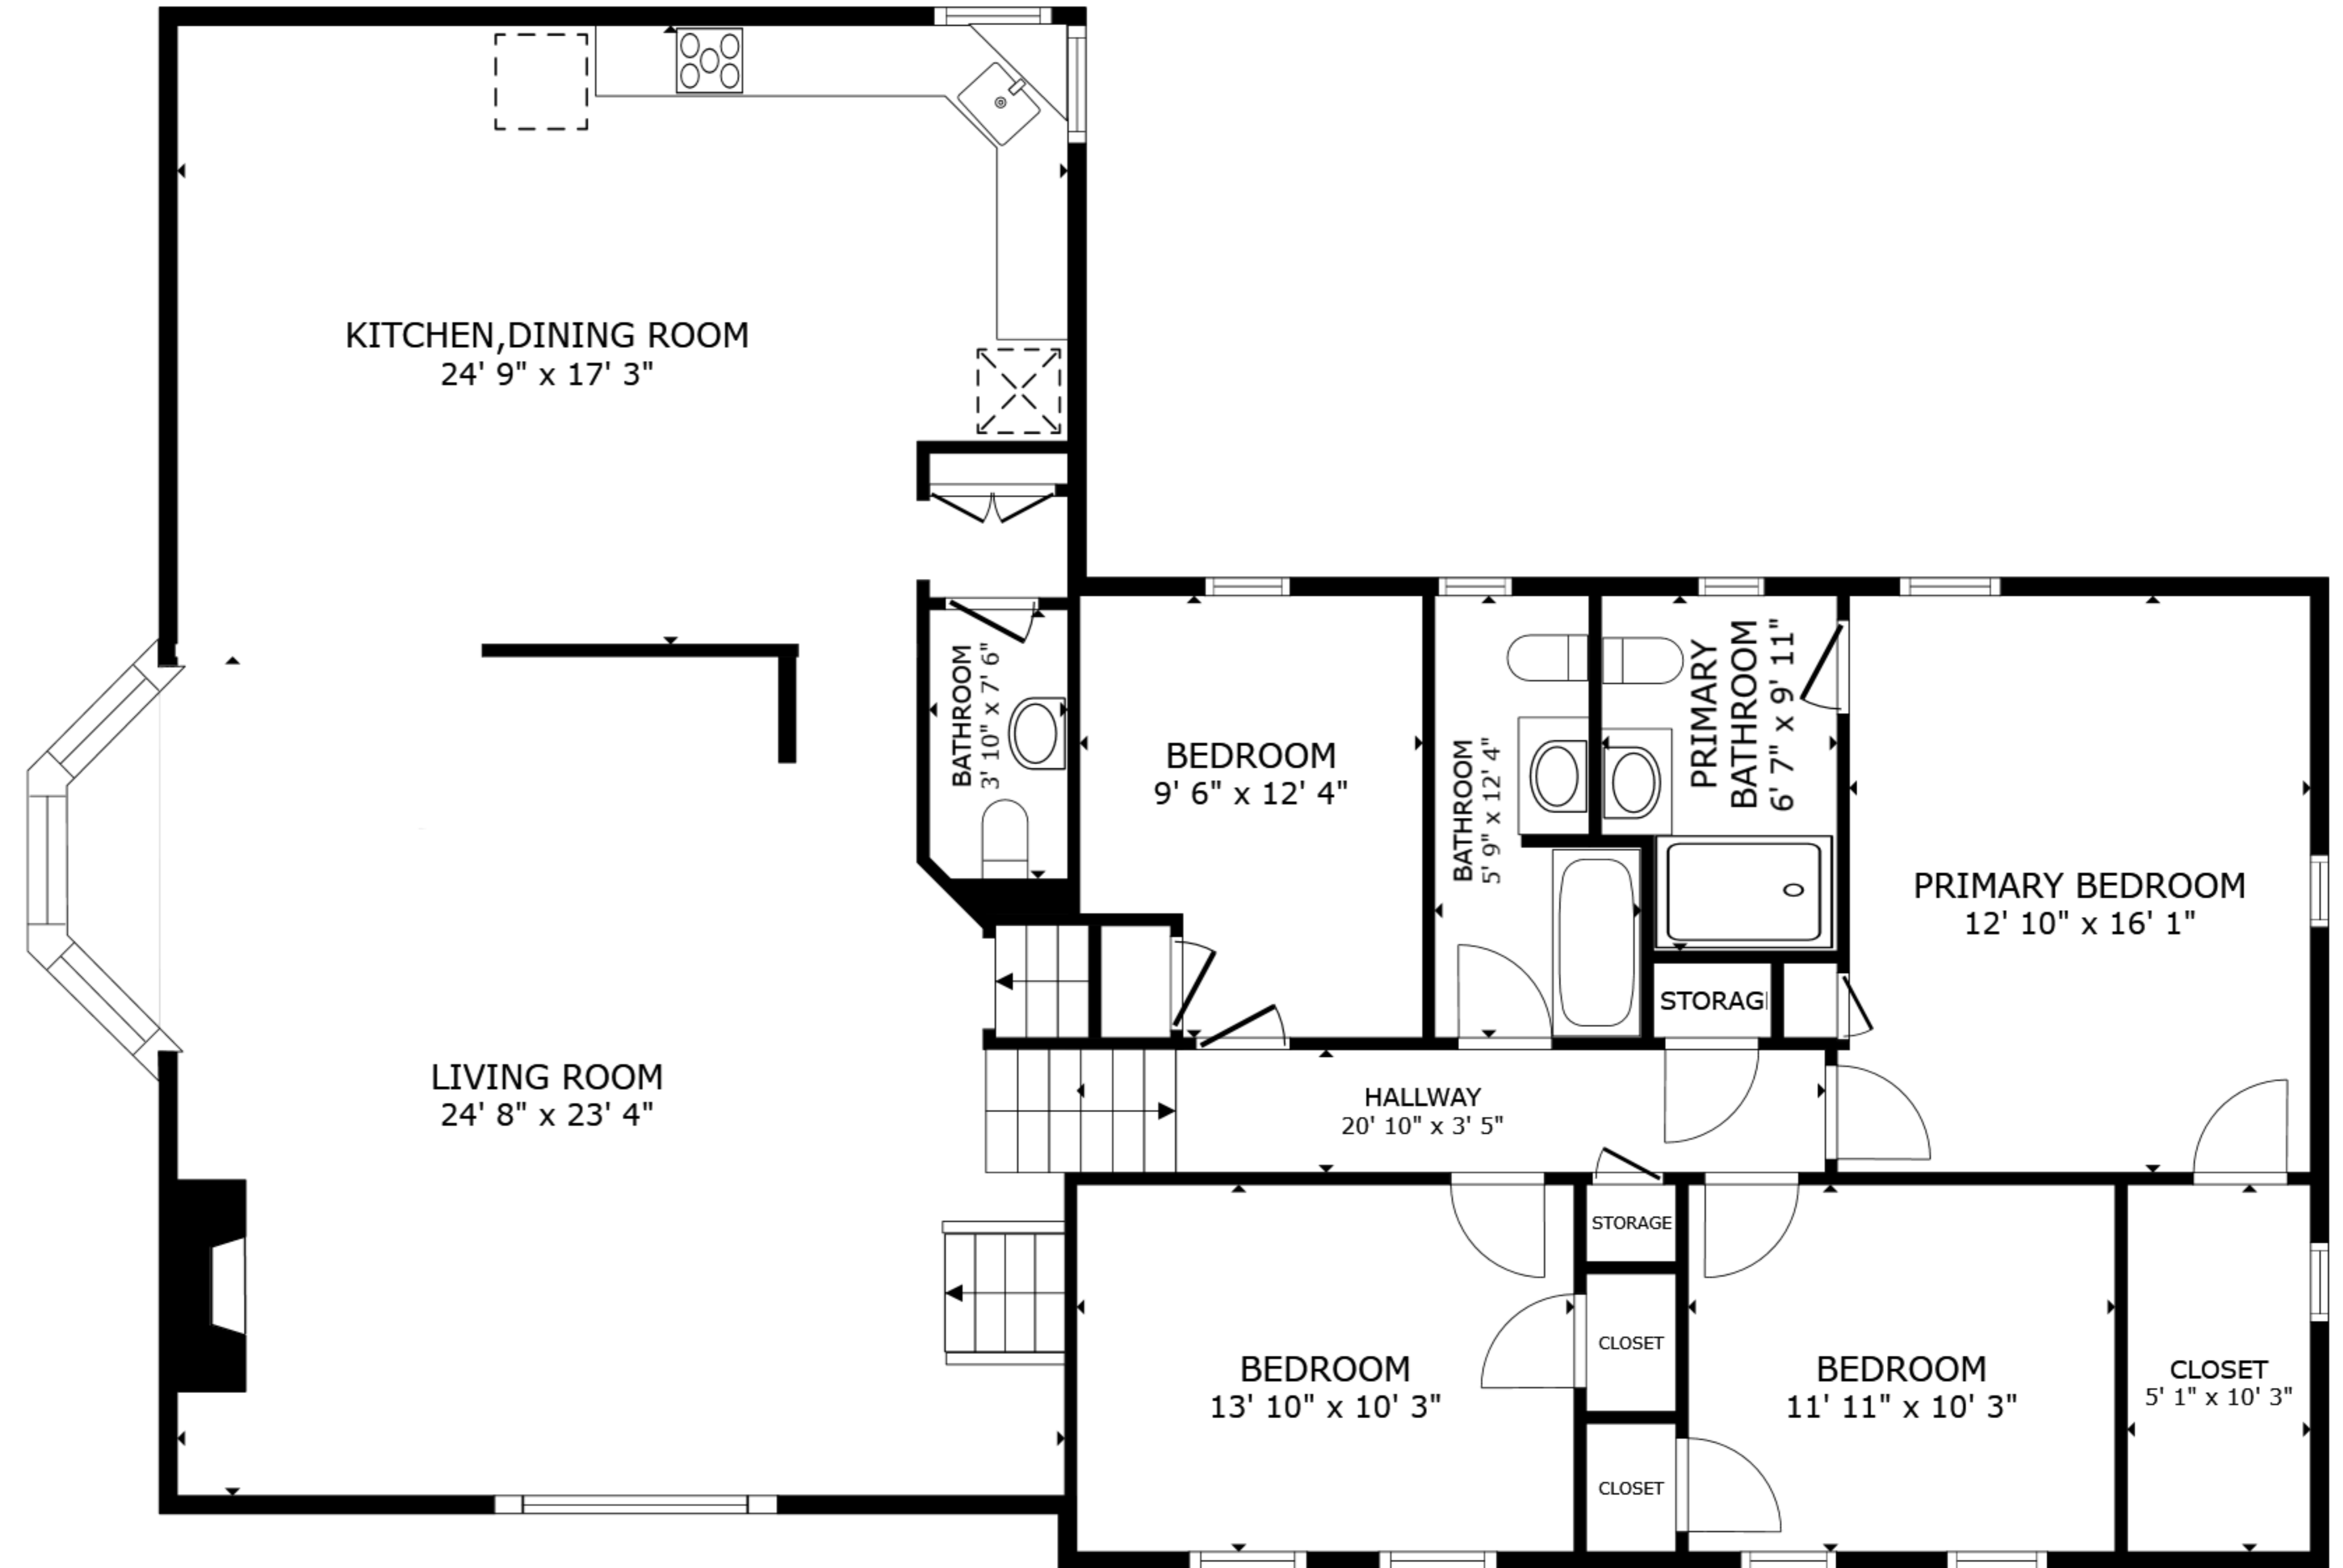 KITCHEN,DINING ROOM
24' 9" x 17' 3"
BATHROOM
3' 10" x 7' 6"
BEDROOM
9' 6" x 12' 4"
BATHROOM
5' 9" x 12' 4"
PRIMARY
BATHROOM
6' 7" x 9' 11"
PRIMARY BEDROOM
12' 10" x 16' 1"
STORAG
LIVING ROOM
24' 8" x 23' 4"
HALLWAY
20' 10" x 3' 5"
STORAGE
CLOSET
BEDROOM
13' 10" x 10' 3"
BEDROOM
11' 11" x 10' 3"
CLOSET
5' 1" x 10' 3"
CLOSET